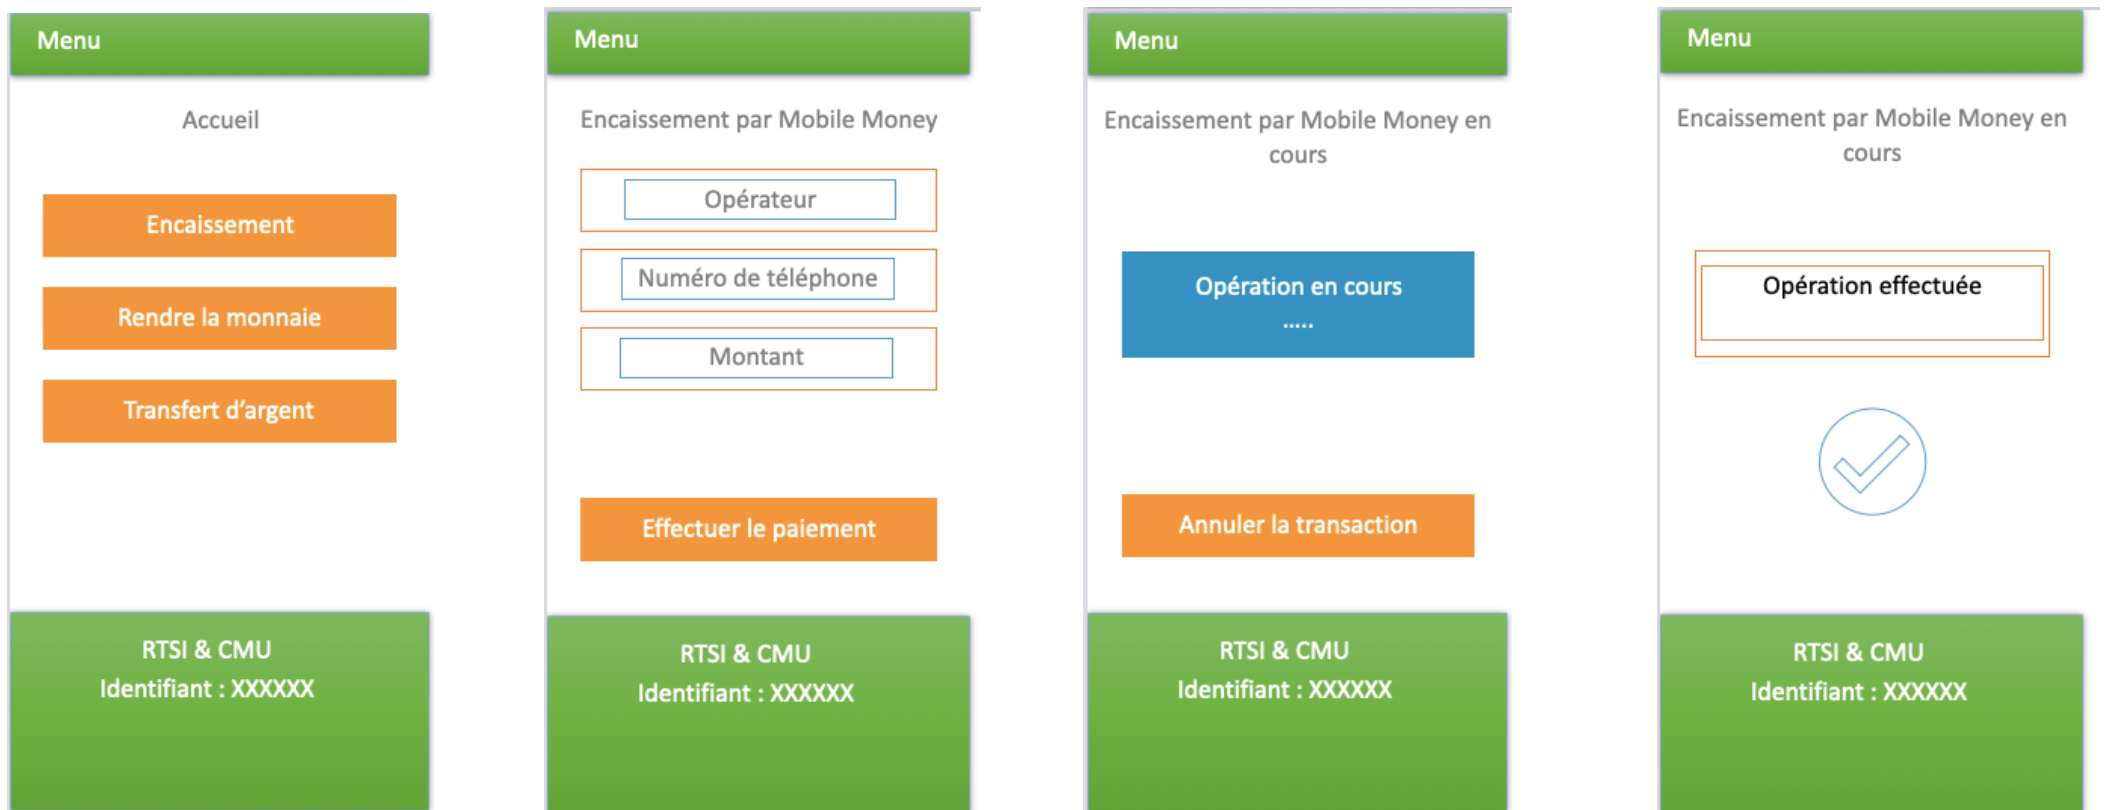 Menu
Accueil
Encaissement
Rendre la monnaie
Transfert d’argent
RTSI & CMU
Identifiant : XXXXXX
Menu
Encaissement par Mobile Money
Opérateur
Numéro de téléphone
Montant
Effectuer le paiement
RTSI & CMU
Identifiant : XXXXXX
Menu
Encaissement par Mobile Money en
cours
Opération en cours
.....
Annuler la transaction
RTSI & CMU
Identifiant : XXXXXX
Menu
Encaissement par Mobile Money en
cours
Opération effectuée
RTSI & CMU
Identifiant : XXXXXX